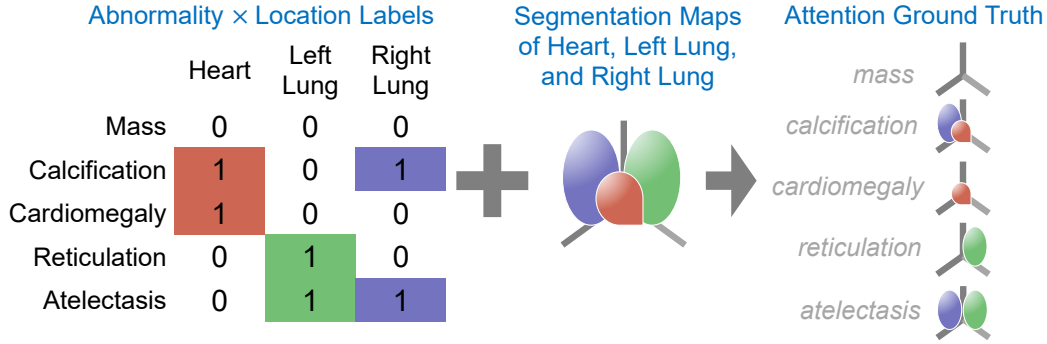 Abnormality × Location Labels
Heart
Left
Lung
Right
Lung
Mass 0 0 0
Calcification 1 0 1
Cardiomegaly 1 0 0
Reticulation 0 1 0
Atelectasis 0 1 1
Segmentation Maps
of Heart, Left Lung,
and Right Lung
Attention Ground Truth
mass
calcification
cardiomegaly
reticulation
atelectasis